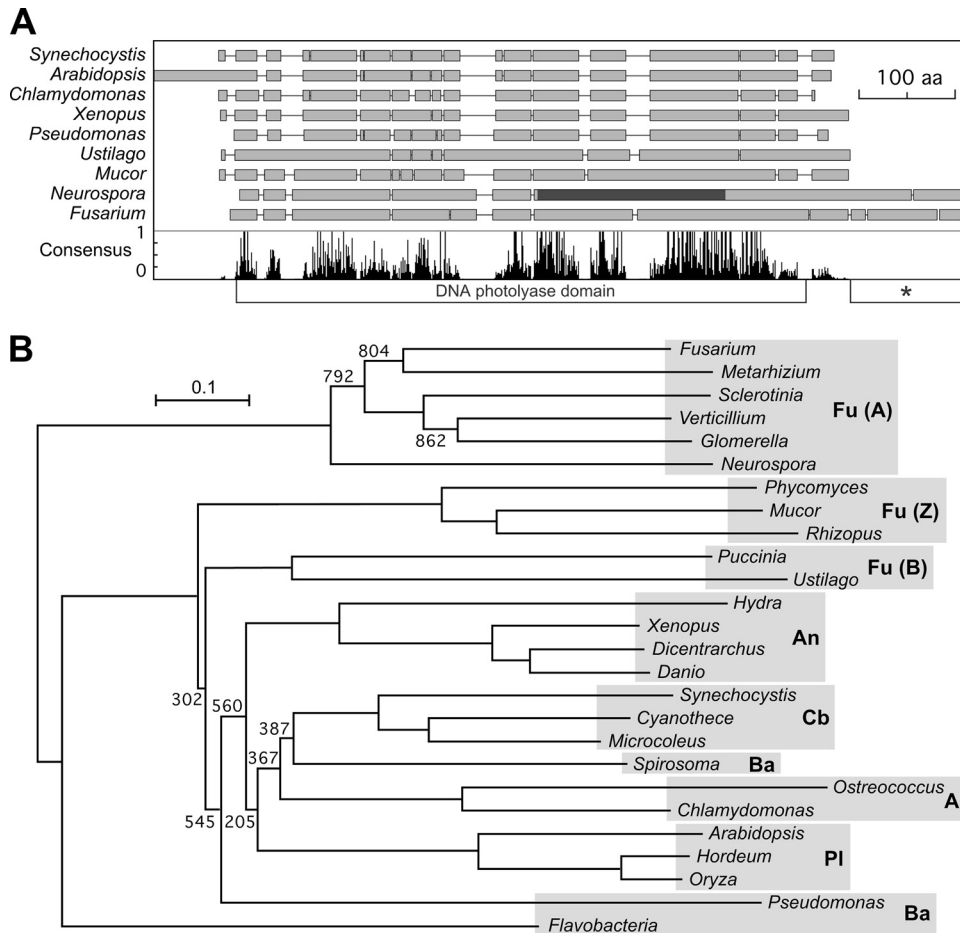 A
Synechocystis
Arabidopsis
Chlamydomonas
Xenopus
Pseudomonas
Ustilago
Mucor
Neurospora
Fusarium
100 aa
Consensus
1
0
DNA photolyase domain
*
B
0.1
804
792
862
302
560
387
367
545
205
Fusarium
Metarhizium
Sclerotinia
Verticillium
Glomerella
Neurospora
Fu (A)
Phycomyces
Mucor
Rhizopus
Fu (Z)
Puccinia
Ustilago
Fu (B)
Hydra
Xenopus
Dicentrarchus
Danio
An
Synechocystis
Cyanothece
Microcoleus
Cb
Spirosoma
Ba
Ostreococcus
Chlamydomonas
A
Arabidopsis
Hordeum
Oryza
Pl
Pseudomonas
Flavobacteria
Ba